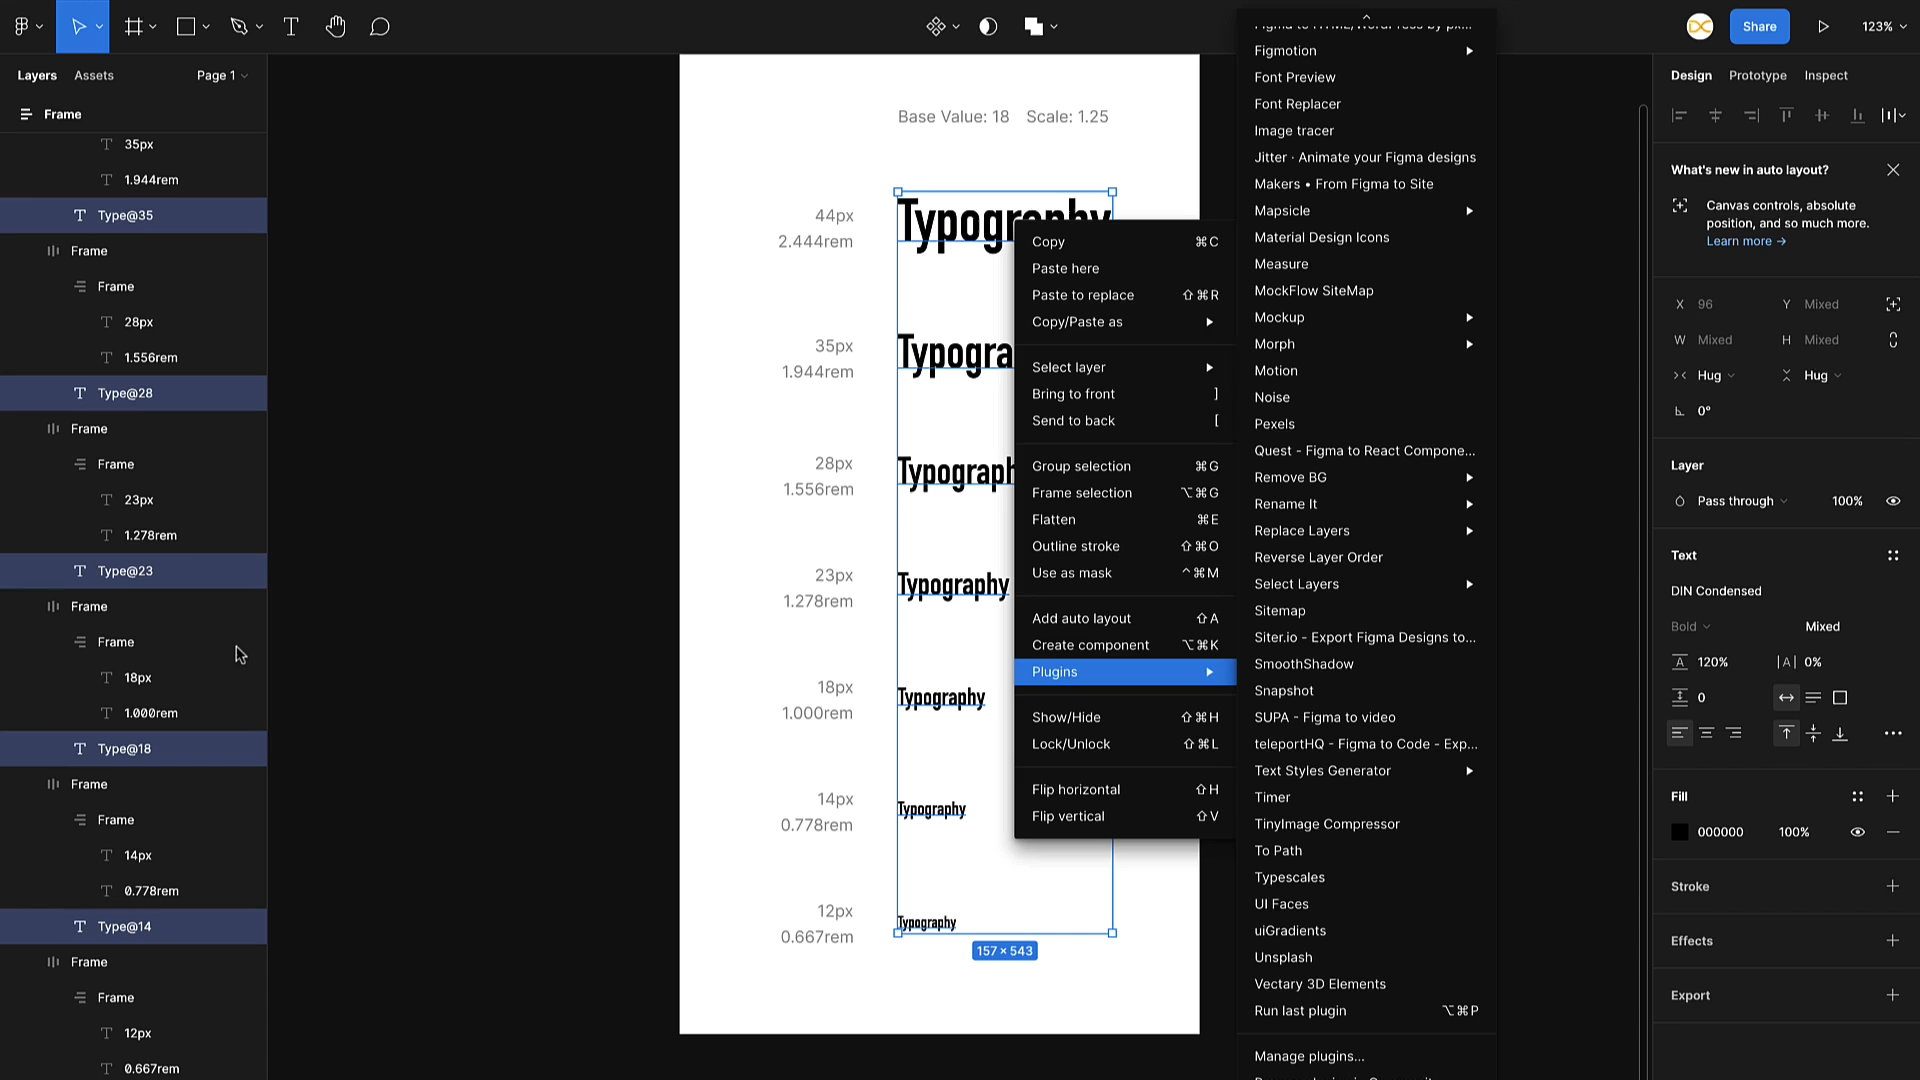 Share
123%
Layers
Assets
Page 1
Frame
35px
1.944rem
Type@35
Frame
Frame
28px
1.556rem
Type@28
Frame
Frame
23px
1.278rem
Type@23
Frame
Frame
18px
1.000rem
Type@18
Frame
Frame
14px
0.778rem
Type@14
Frame
Frame
12px
0.667rem
Base Value: 18 Scale: 1.25
44px
2.444rem
Typography
35px
1.944rem
Typogra
28px
1.556rem
Typograph
23px
1.278rem
Typography
18px
1.000rem
Typography
14px
0.778rem
Typography
12px
0.667rem
Typography
157 × 543
Copy ⌘C
Paste here
Paste to replace ⇧⌘R
Copy/Paste as
Select layer
Bring to front ]
Send to back [
Group selection ⌘G
Frame selection ⌥⌘G
Flatten ⌘E
Outline stroke ⇧⌘O
Use as mask ^⌘M
Add auto layout ⇧A
Create component ⌥⌘K
Plugins
Show/Hide ⇧⌘H
Lock/Unlock ⇧⌘L
Flip horizontal ⇧H
Flip vertical ⇧V
Figma to HTML/WordPress by px...
Figmotion
Font Preview
Font Replacer
Image tracer
Jitter · Animate your Figma designs
Makers • From Figma to Site
Mapsicle
Material Design Icons
Measure
MockFlow SiteMap
Mockup
Morph
Motion
Noise
Pexels
Quest - Figma to React Compone...
Remove BG
Rename It
Replace Layers
Reverse Layer Order
Select Layers
Sitemap
Siter.io - Export Figma Designs to...
SmoothShadow
Snapshot
SUPA - Figma to video
teleportHQ - Figma to Code - Exp...
Text Styles Generator
Timer
TinyImage Compressor
To Path
Typescales
UI Faces
uiGradients
Unsplash
Vectary 3D Elements
Run last plugin ⌥⌘P
Manage plugins...
Design
Prototype
Inspect
What's new in auto layout?
Canvas controls, absolute
position, and so much more.
Learn more →
X 96 Y Mixed
W Mixed H Mixed
Hug Hug
0°
Layer
Pass through 100%
Text
DIN Condensed
Bold Mixed
120% |A| 0%
0
Fill
000000 100%
Stroke
Effects
Export